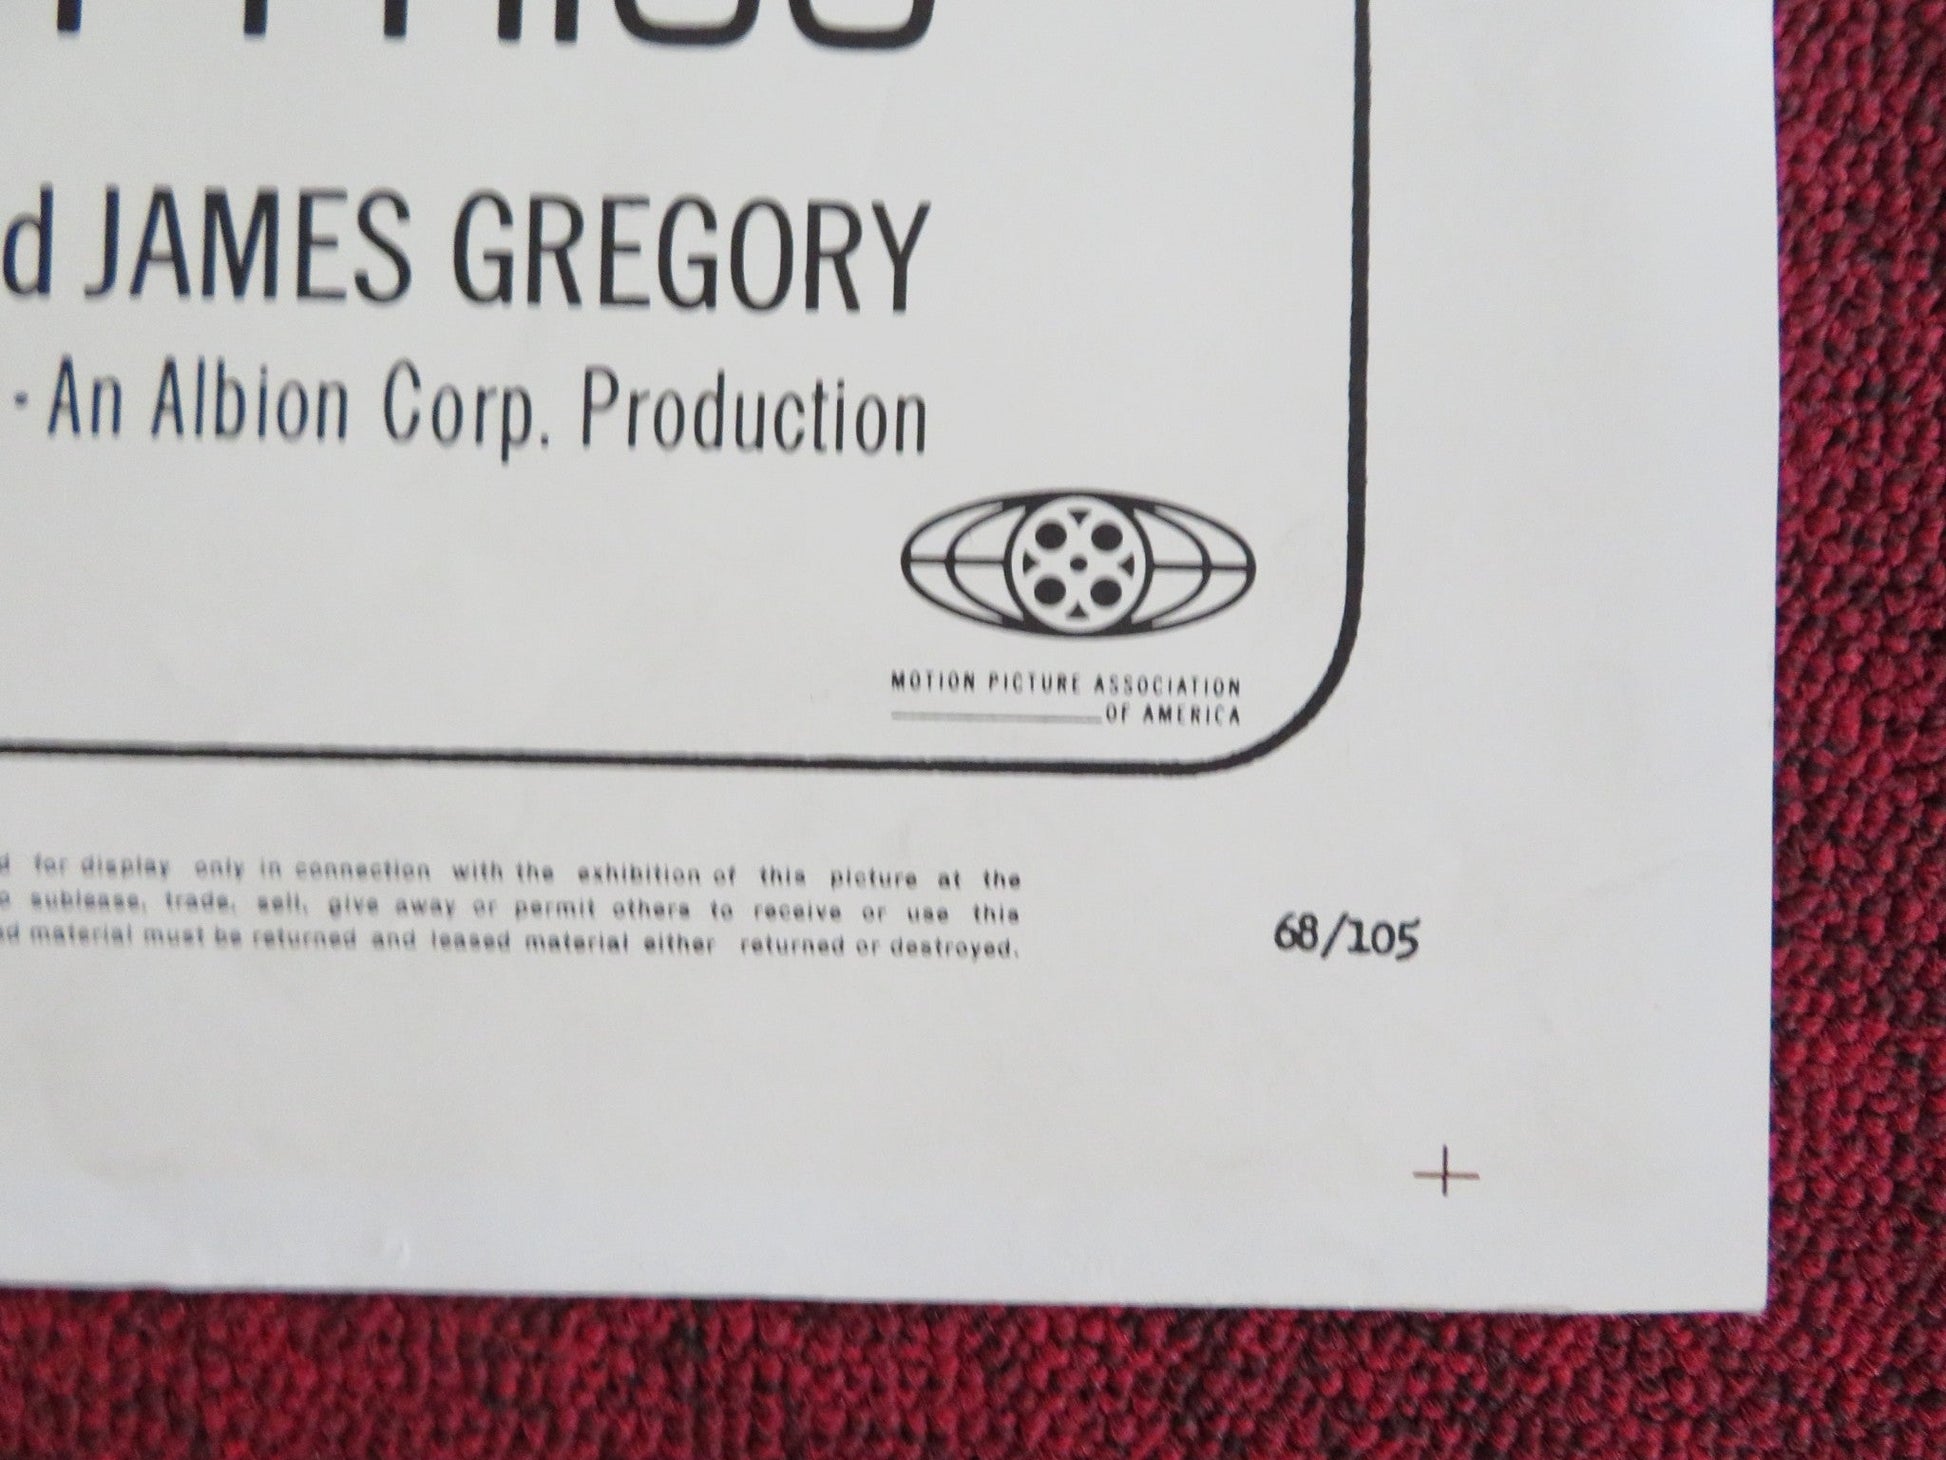 d JAMES GREGORY
· An Albion Corp. Production
MOTION PICTURE ASSOCIATION
OF AMERICA
d for display only in connection with the exhibition of this picture at the
sublease, trade, sell, give away or permit others to receive or use this
ed material must be returned and leased material either returned or destroyed.
68/105